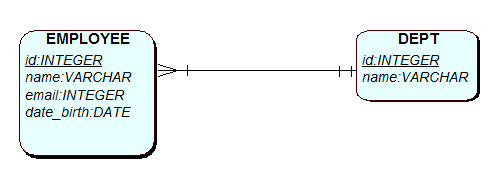 EMPLOYEE
id:INTEGER
name:VARCHAR
email:INTEGER
date_birth:DATE
DEPT
id:INTEGER
name:VARCHAR